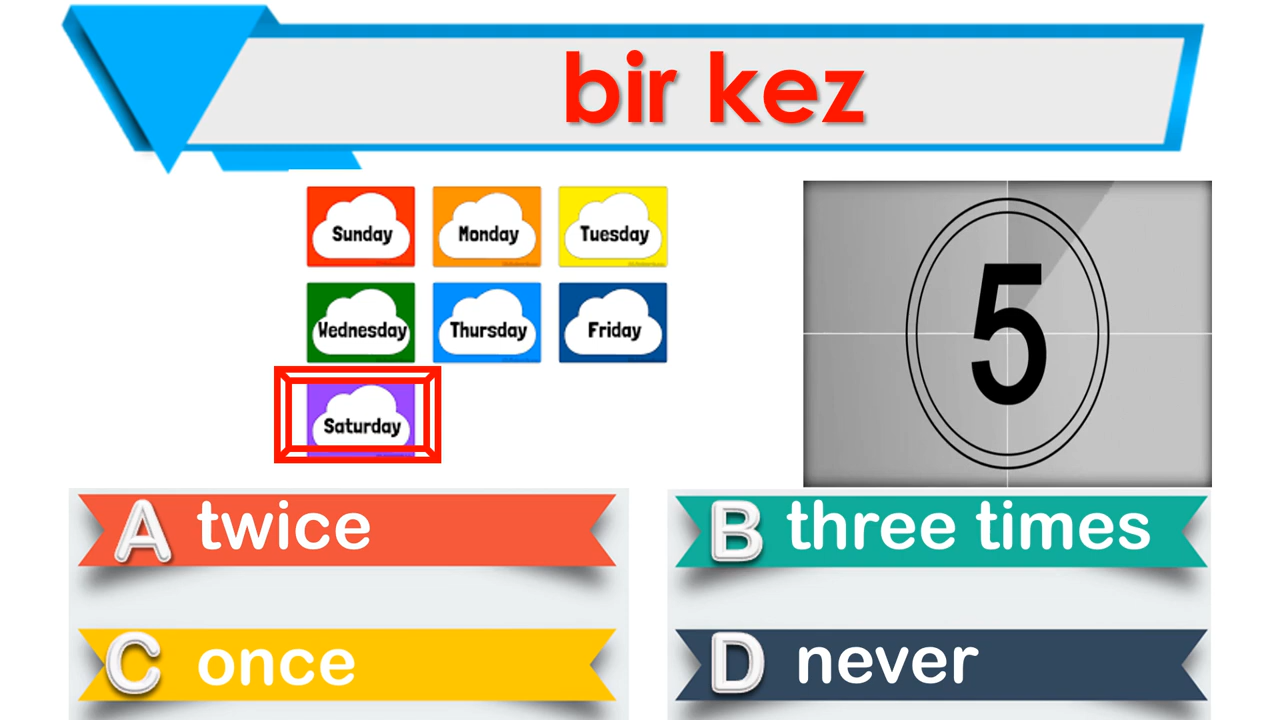 bir kez
Sunday
Monday
Tuesday
Wednesday
Thursday
Friday
Saturday
5
A twice
B three times
C once
D never